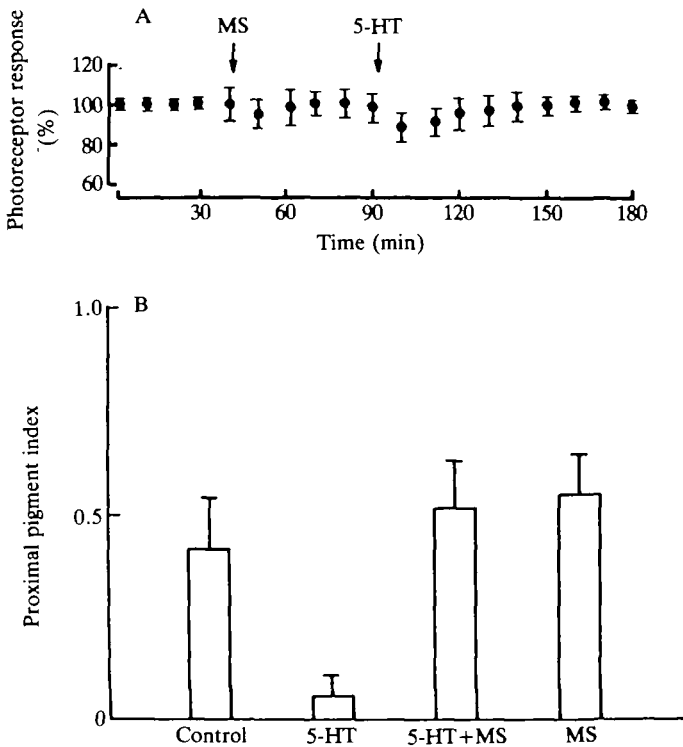 A
MS
5-HT
Photoreceptor response
(%)
120
100
80
60
30
60
90
120
150
180
Time (min)
B
1.0
0.5
0
Proximal pigment index
Control
5-HT
5-HT+MS
MS